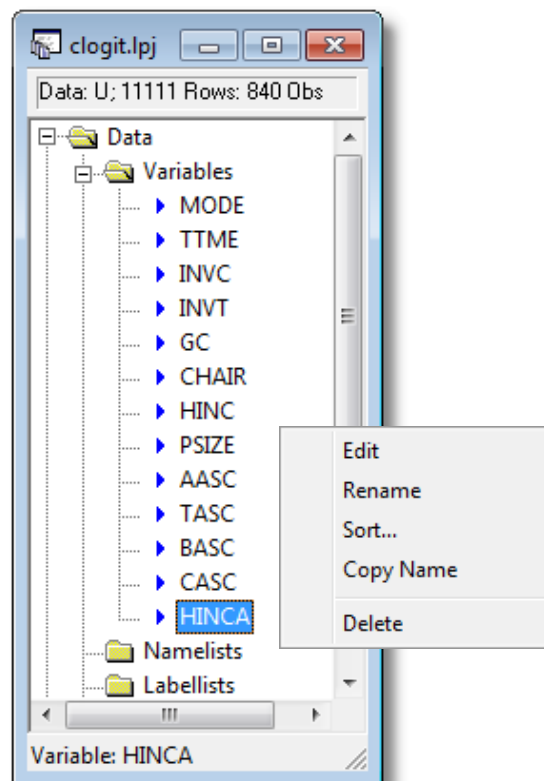 clogit.lpj
Data: U; 11111 Rows: 840 Obs
Data
Variables
MODE
TTME
INVC
INVT
GC
CHAIR
HINC
PSIZE
AASC
TASC
BASC
CASC
HINCA
Namelists
Labellists
Edit
Rename
Sort...
Copy Name
Delete
Variable: HINCA